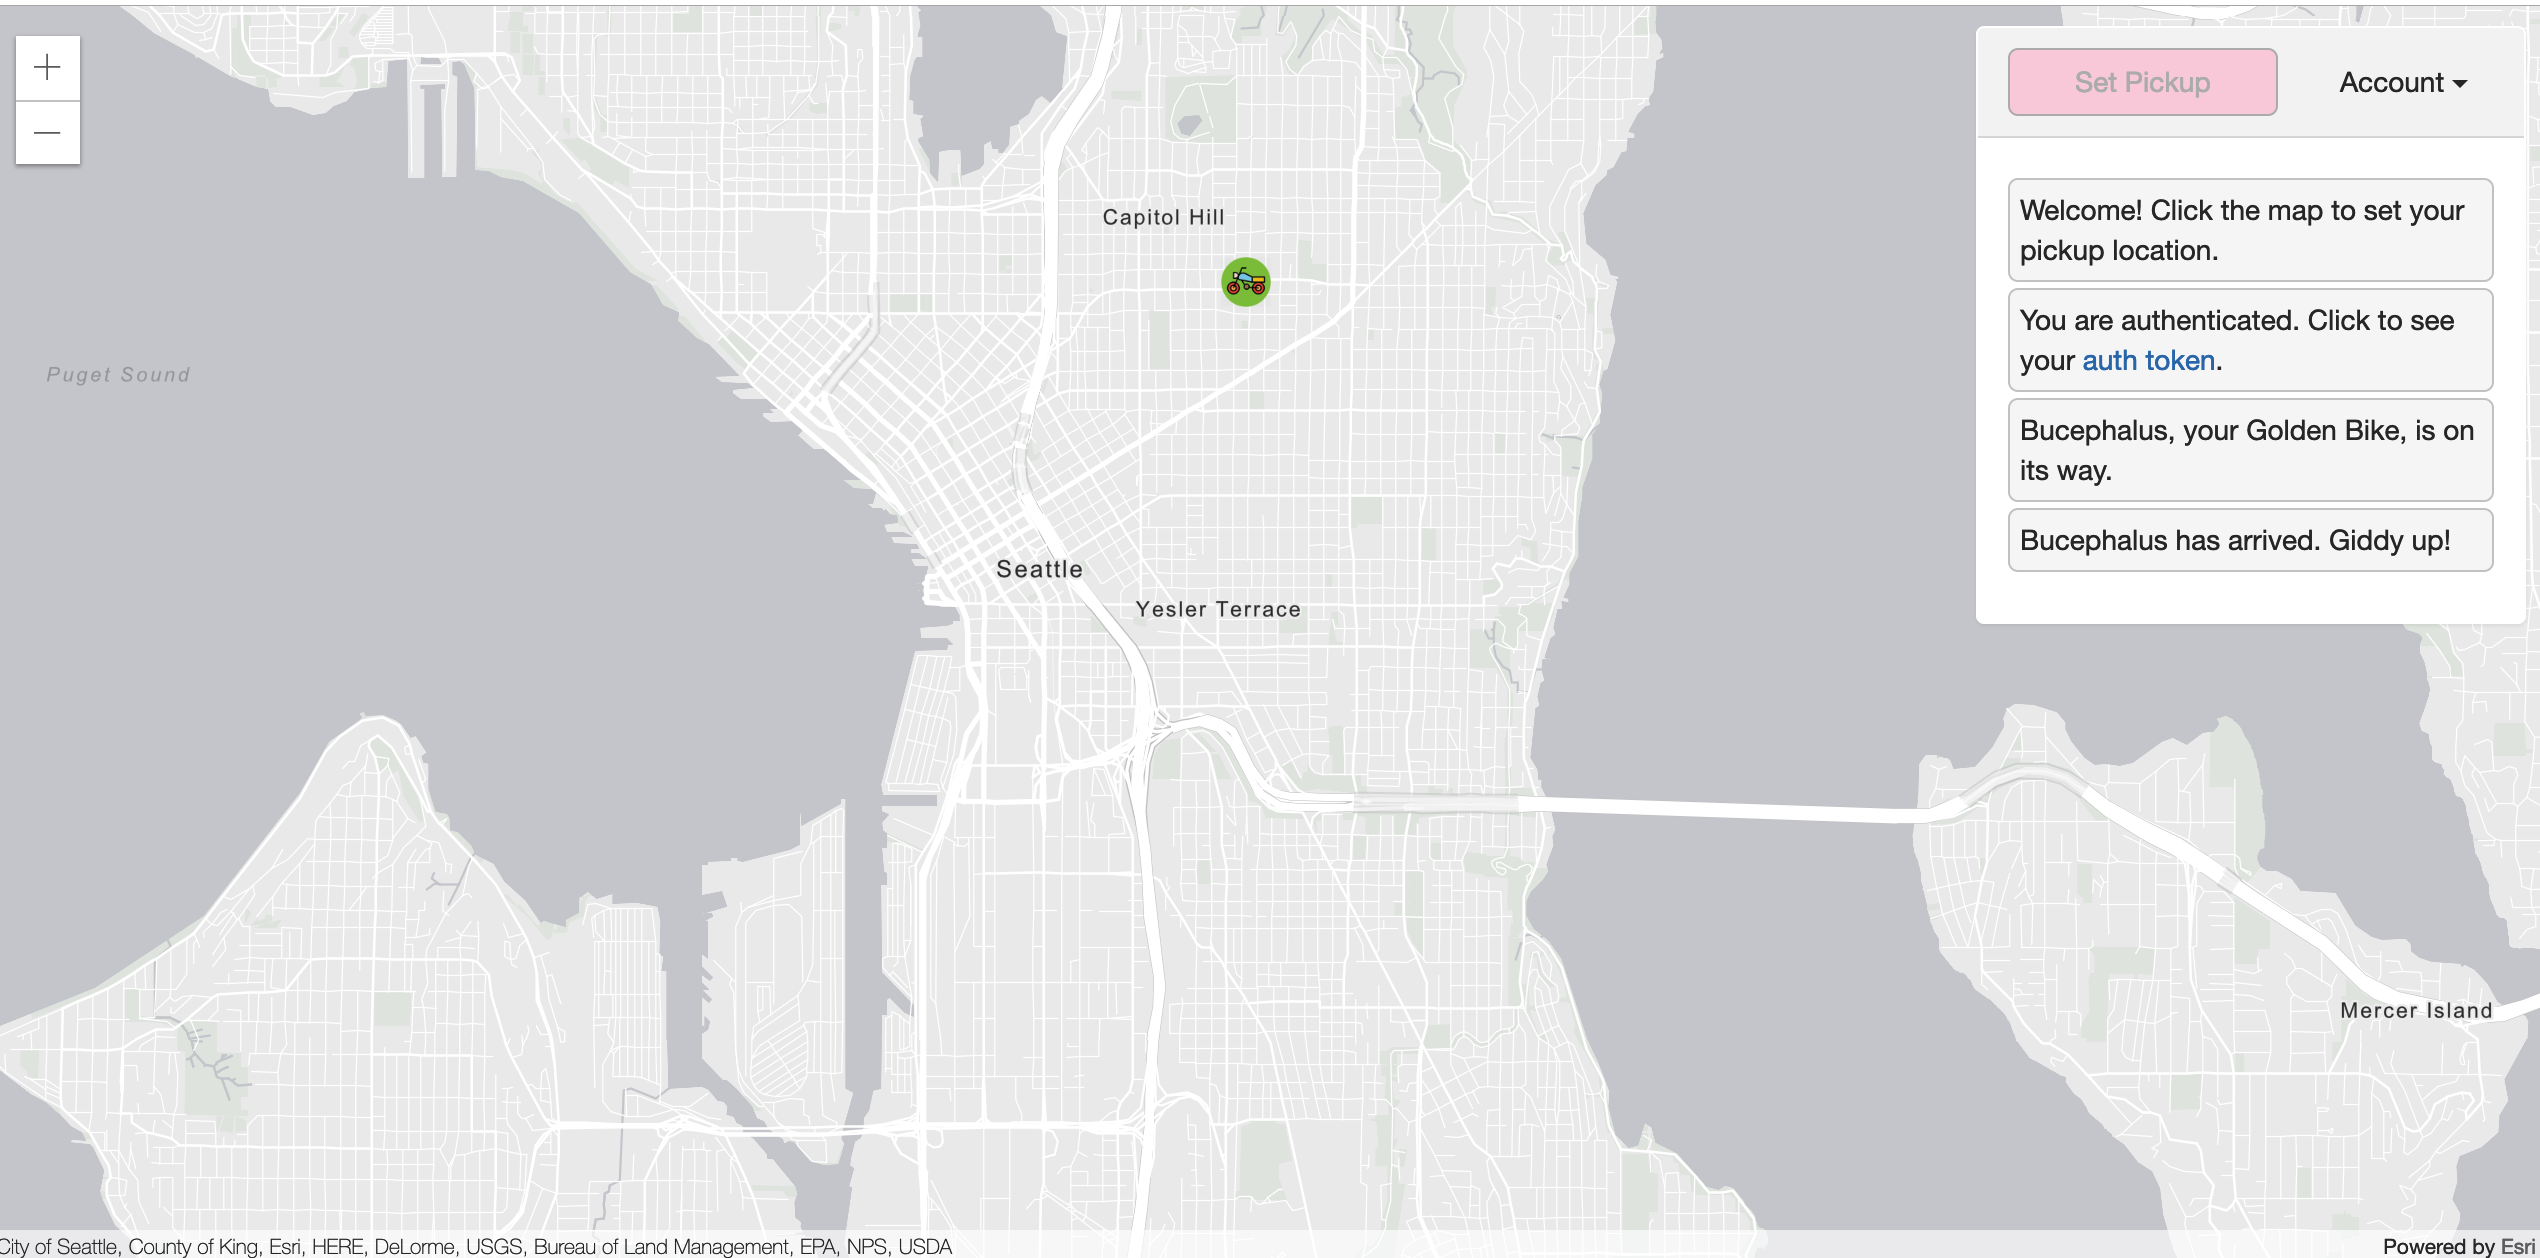 +
Set Pickup
Account
−
Capitol Hill
Welcome! Click the map to set your
pickup location.
You are authenticated. Click to see
your auth token.
Puget Sound
Bucephalus, your Golden Bike, is on
its way.
Bucephalus has arrived. Giddy up!
Seattle
Yesler Terrace
Mercer Island
City of Seattle, County of King, Esri, HERE, DeLorme, USGS, Bureau of Land Management, EPA, NPS, USDA
Powered by Esri